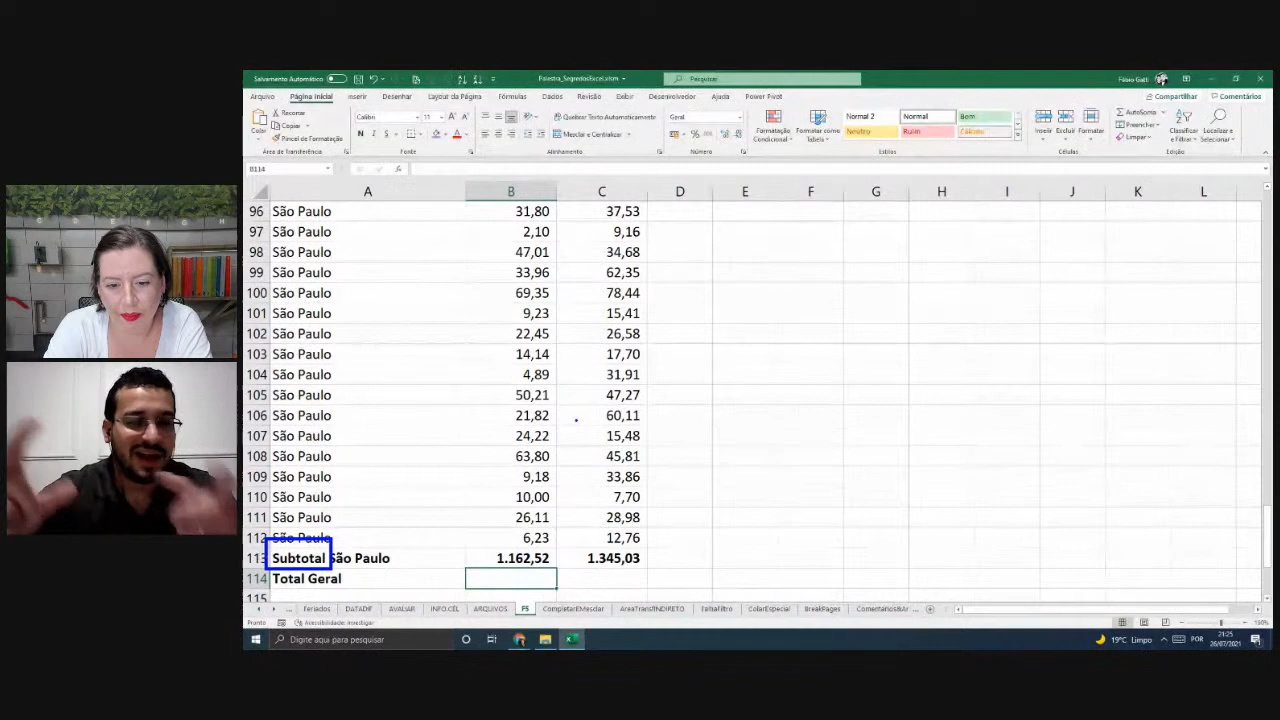 Salvamento Automático
Palestra_SegredosExcel.xlsm
Pesquisar
Fábio Gatti
Arquivo Página Inicial Inserir Desenhar Layout da Página Fórmulas Dados Revisão Exibir Desenvolvedor Ajuda Power Pivot
Compartilhar Comentários
Colar
Recortar
Copiar
Pincel de Formatação
Área de Transferência
Calibri 11
N I S
Fonte
Quebrar Texto Automaticamente
Mesclar e Centralizar
Alinhamento
Geral
Número
Formatação Condicional
Formatar como Tabela
Normal 2 Normal Bom
Neutro Ruim Cálculo
Estilos
Inserir Excluir Formatar
Células
AutoSoma
Preencher
Limpar
Classificar e Filtrar
Localizar e Selecionar
Edição
B114
A B C D E F G H I J K L
96 São Paulo 31,80 37,53
97 São Paulo 2,10 9,16
98 São Paulo 47,01 34,68
99 São Paulo 33,96 62,35
100 São Paulo 69,35 78,44
101 São Paulo 9,23 15,41
102 São Paulo 22,45 26,58
103 São Paulo 14,14 17,70
104 São Paulo 4,89 31,91
105 São Paulo 50,21 47,27
106 São Paulo 21,82 60,11
107 São Paulo 24,22 15,48
108 São Paulo 63,80 45,81
109 São Paulo 9,18 33,86
110 São Paulo 10,00 7,70
111 São Paulo 26,11 28,98
112 São Paulo 6,23 12,76
113 Subtotal São Paulo 1.162,52 1.345,03
114 Total Geral
115
... Feriados DATADIF AVALIAR INFO.CÉL ARQUIVOS F5 CompletarEMesclar TelaFiltro ColarEspecial BreakPages
Pronto Acessibilidade: investigar 190%
Digite aqui para pesquisar
19°C Limpo
POR
21:25
26/07/2021